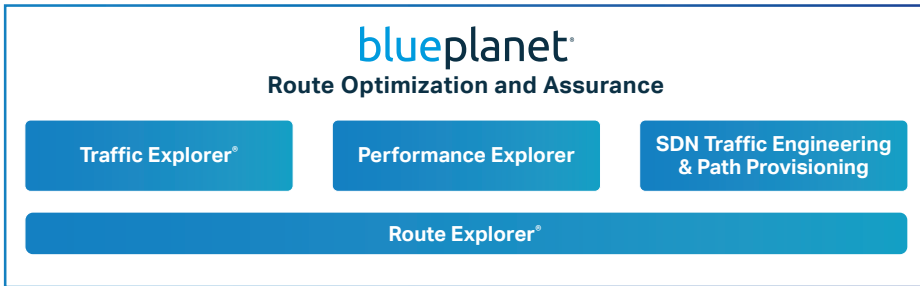 blueplanet®
Route Optimization and Assurance
Traffic Explorer®
Performance Explorer
SDN Traffic Engineering
& Path Provisioning
Route Explorer®